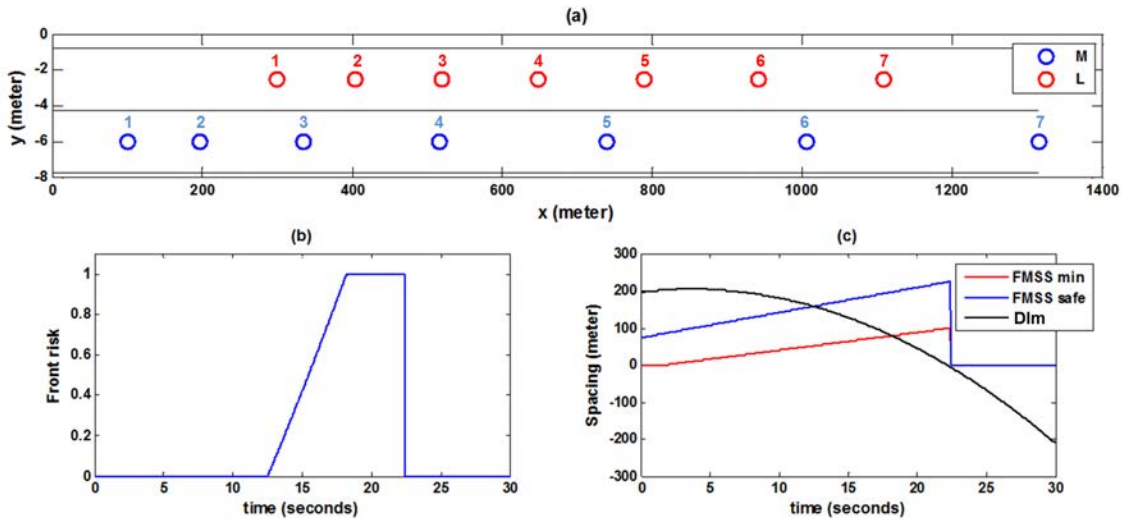 (a)
0
-2
-4
-6
-8
y (meter)
1 2 3 4 5 6 7
M
L
1 2 3 4 5 6 7
0 200 400 600 800 1000 1200 1400
x (meter)
(b)
1
0.8
0.6
0.4
0.2
0
Front risk
0 5 10 15 20 25 30
time (seconds)
(c)
300
200
100
0
-100
-200
-300
Spacing (meter)
FMSS min
FMSS safe
Dlm
0 5 10 15 20 25 30
time (seconds)